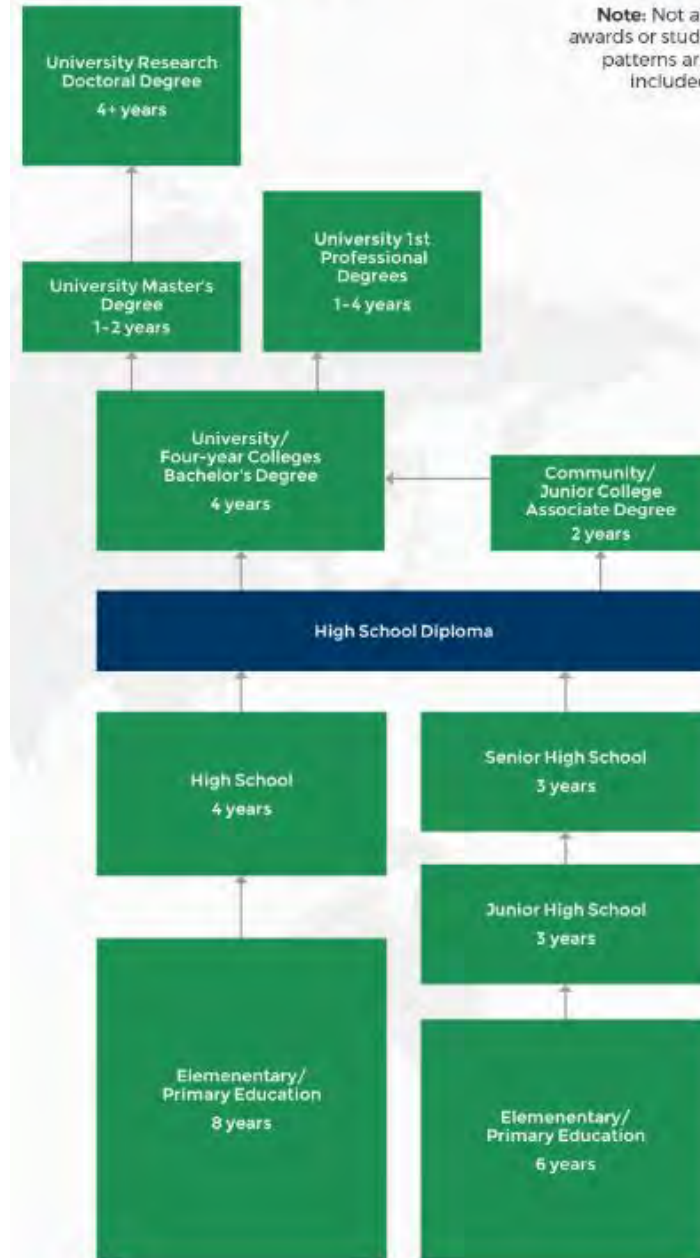 Note: Not a
awards or stud
patterns ar
include
University Research
Doctoral Degree
4+ years
University 1st
Professional
Degrees
1-4 years
University Master's
Degree
1-2 years
University/
Four-year Colleges
Bachelor's Degree
4 years
Community/
Junior College
Associate Degree
2 years
High School Diploma
High School
4 years
Senior High School
3 years
Junior High School
3 years
Elemenentary/
Primary Education
8 years
Elemenentary/
Primary Education
6 years